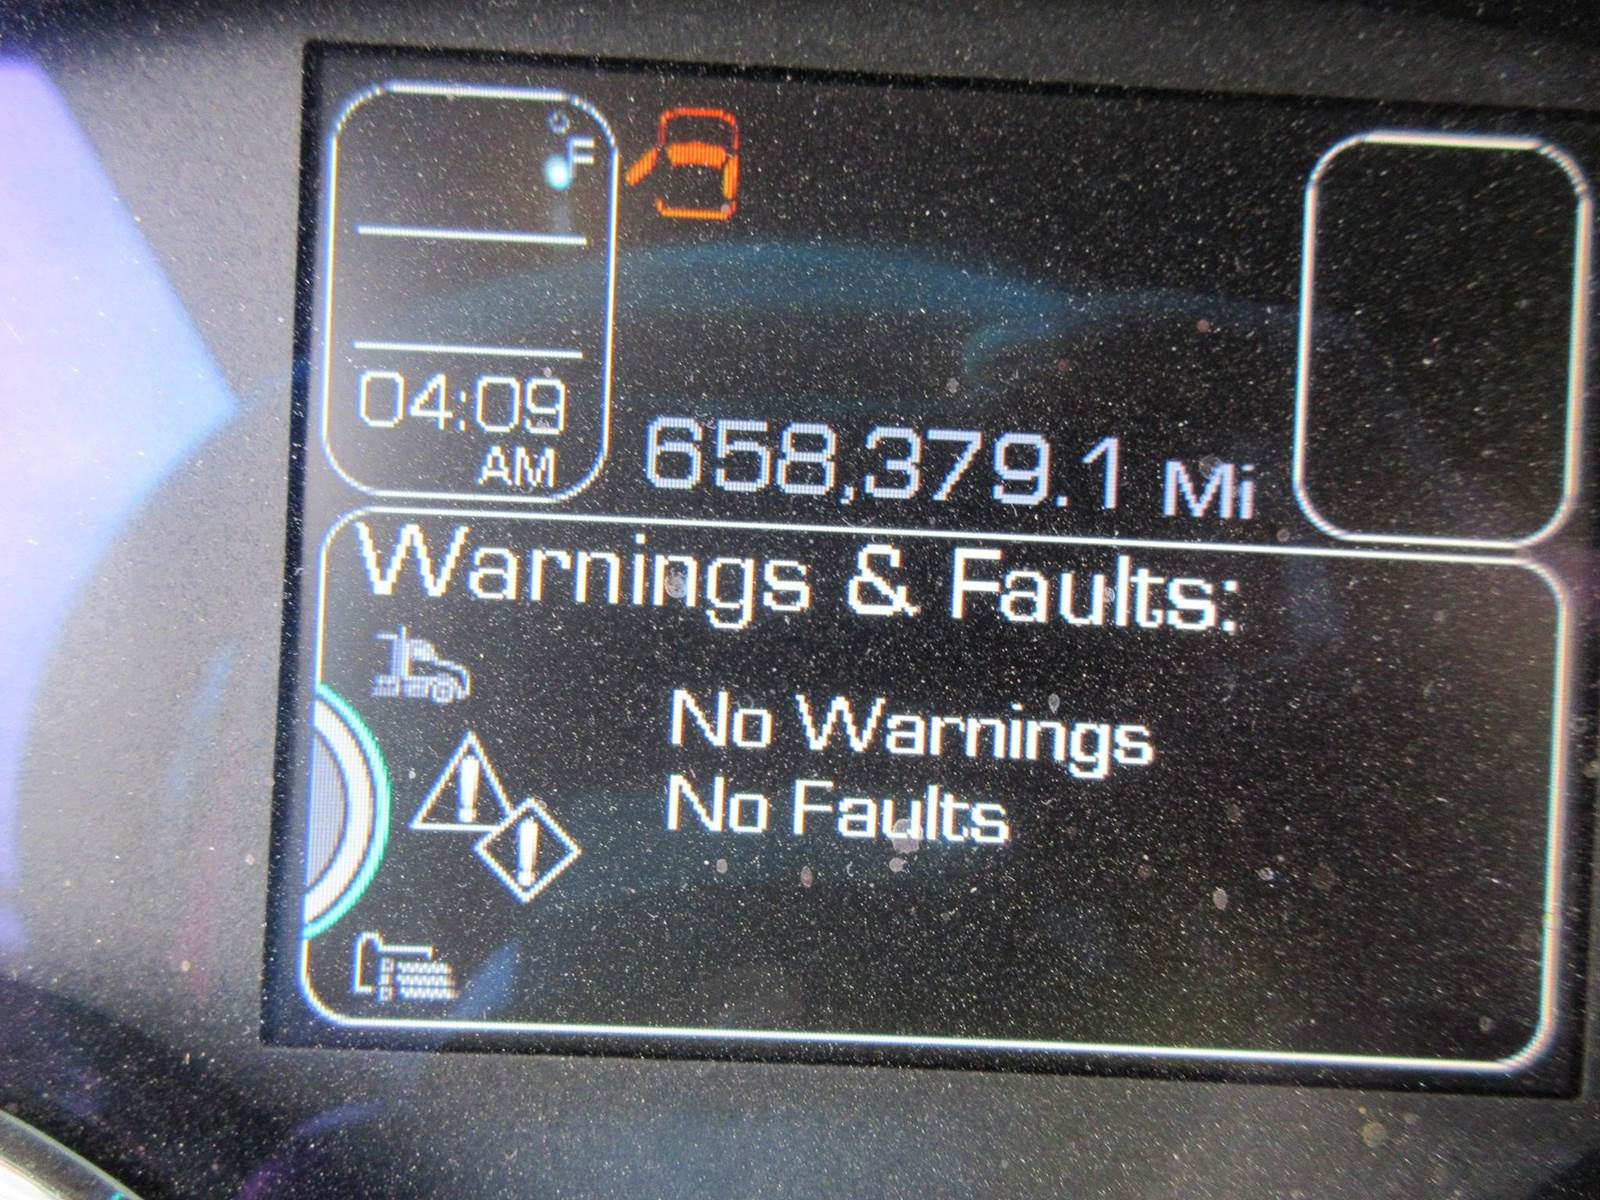 °F
04:09
AM
658,379.1 Mi
Warnings & Faults:
No Warnings
No Faults